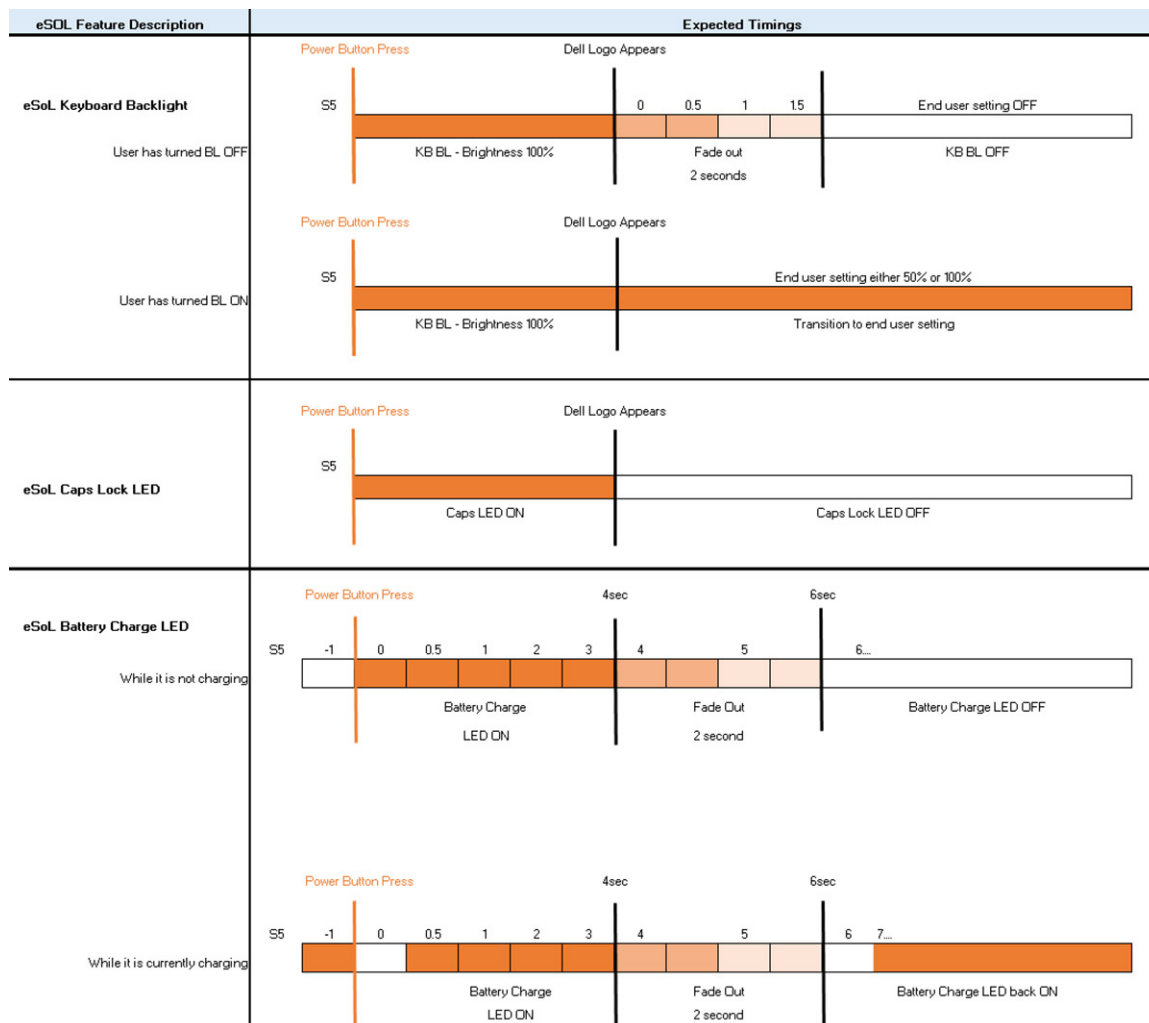 eSOL Feature Description
Expected Timings
Power Button Press
Dell Logo Appears
eSoL Keyboard Backlight
S5
0 0.5 1 1.5
End user setting OFF
User has turned BL OFF
KB BL - Brightness 100%
Fade out
KB BL OFF
2 seconds
Power Button Press
Dell Logo Appears
S5
End user setting either 50% or 100%
User has turned BL ON
KB BL - Brightness 100%
Transition to end user setting
Power Button Press
Dell Logo Appears
S5
eSoL Caps Lock LED
Caps LED ON
Caps Lock LED OFF
Power Button Press
4sec
6sec
eSoL Battery Charge LED
S5
-1 0 0.5 1 2 3 4 5 6...
While it is not charging
Battery Charge
Fade Out
Battery Charge LED OFF
LED ON
2 second
Power Button Press
4sec
6sec
S5
-1 0 0.5 1 2 3 4 5 6 7...
While it is currently charging
Battery Charge
Fade Out
Battery Charge LED back ON
LED ON
2 second